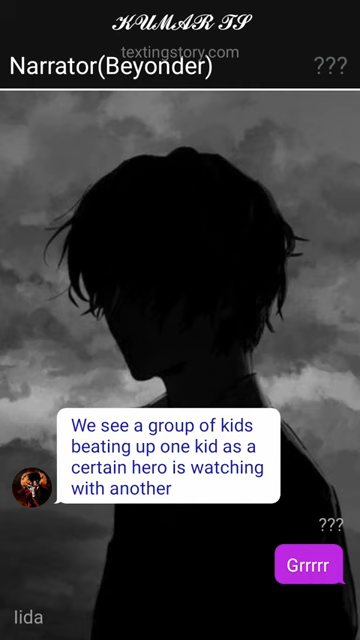 𝒦𝒰ℳ𝒜ℛ 𝒯𝒮
textingstory.com
Narrator(Beyonder)
???
We see a group of kids
beating up one kid as a
certain hero is watching
with another
???
Grrrrr
Iida